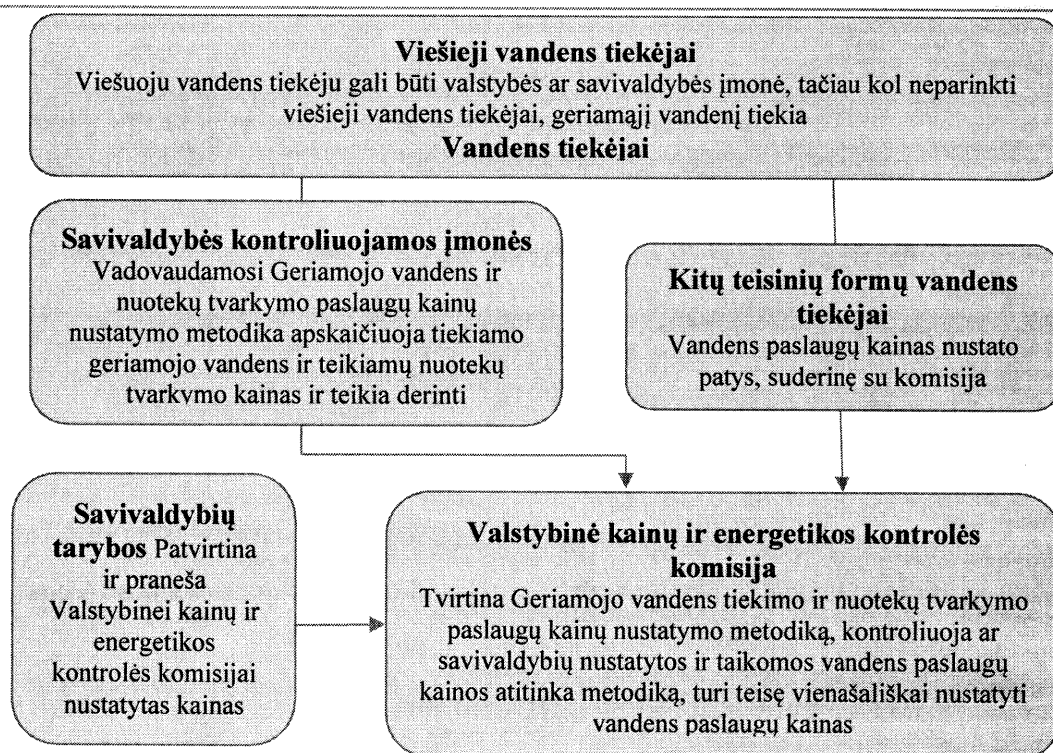 Viešieji vandens tiekėjai
Viešuoju vandens tiekėju gali būti valstybės ar savivaldybės įmonė, tačiau kol neparinkti
viešieji vandens tiekėjai, geriamąjį vandenį tiekia
Vandens tiekėjai
Savivaldybės kontroliuojamos įmonės
Vadovaudamosi Geriamojo vandens ir
nuotekų tvarkymo paslaugų kainų
nustatymo metodika apskaičiuoja tiekiamo
geriamojo vandens ir teikiamų nuotekų
tvarkymo kainas ir teikia derinti
Kitų teisinių formų vandens
tiekėjai
Vandens paslaugų kainas nustato
patys, suderinę su komisija
Savivaldybių
tarybos Patvirtina
ir praneša
Valstybinei kainų ir
energetikos
kontrolės komisijai
nustatytas kainas
Valstybinė kainų ir energetikos kontrolės
komisija
Tvirtina Geriamojo vandens tiekimo ir nuotekų tvarkymo
paslaugų kainų nustatymo metodiką, kontroliuoja ar
savivaldybių nustatytos ir taikomos vandens paslaugų
kainos atitinka metodiką, turi teisę vienašališkai nustatyti
vandens paslaugų kainas